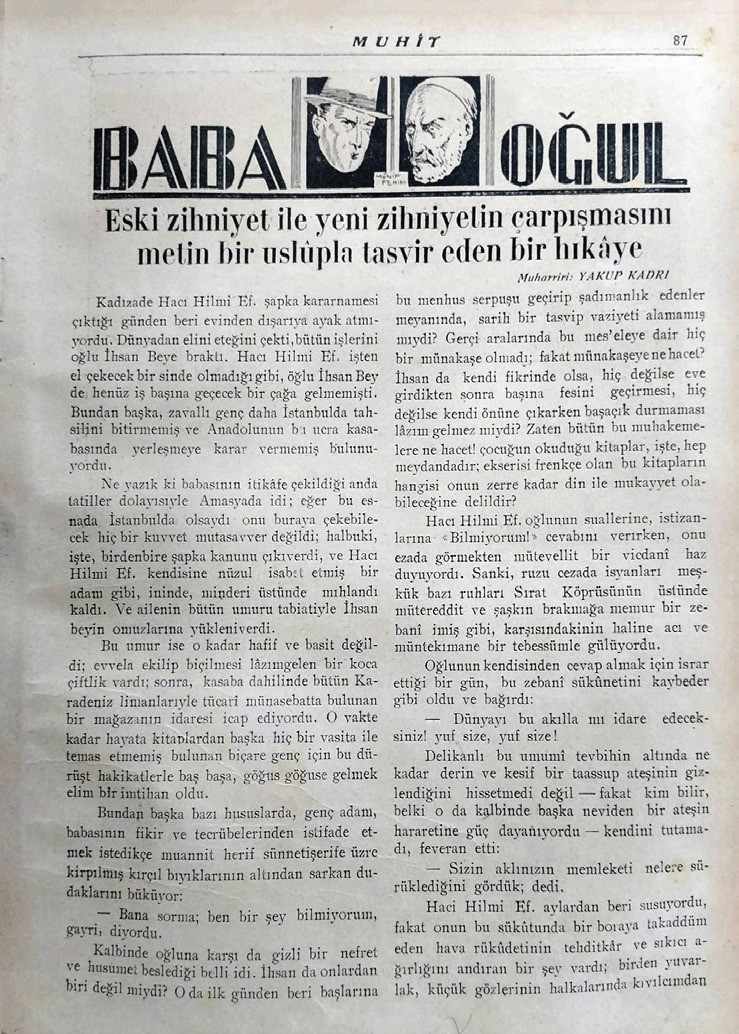 MUHİT
87
BABA OĞUL
MÜNİF
FEHİM
Eski zihniyet ile yeni zihniyetin çarpışmasını
metin bir uslûpla tasvir eden bir hikâye
Muharriri: YAKUP KADRI
Kadızade Hacı Hilmi Ef. şapka kararnamesi
çıktığı günden beri evinden dışarıya ayak atmı-
yordu. Dünyadan elini eteğini çekti, bütün işlerini
oğlu İhsan Beye braktı. Hacı Hilmi Ef. işten
el çekecek bir sinde olmadığı gibi, öğlu İhsan Bey
de henüz iş başına geçecek bir çağa gelmemişti.
Bundan başka, zavallı genç daha İstanbulda tah-
silini bitirmemiş ve Anadolunun bu ucra kasa-
basında yerleşmeye karar vermemiş bulunu-
yordu.
Ne yazık ki babasının itikâfe çekildiği anda
tatiller dolayısiyle Amasyada idi; eğer bu es-
nada İstanbulda olsaydı onu buraya çekebile-
cek hiç bir kuvvet mutasavver değildi; halbuki,
işte, birdenbire şapka kanunu çıkıverdi, ve Hacı
Hilmi Ef. kendisine nüzul isabet etmiş bir
adam gibi, ininde, minderi üstünde mıhlandı
kaldı. Ve ailenin bütün umuru tabiatiyle İhsan
beyin omuzlarına yükleniverdi.
Bu umur ise o kadar hafif ve basit değil-
di; evvela ekilip biçilmesi lâzımgelen bir koca
çiftlik vardı; sonra, kasaba dahilinde bütün Ka-
radeniz limanlarıyle tücarî münasebatta bulunan
bir mağazanın idaresi icap ediyordu. O vakte
kadar hayata kitaplardan başka hiç bir vasita ile
temas etmemiş bulunan biçare genç için bu dü-
rüşt hakikatlerle baş başa, göğus göğuse gelmek
elim bir imtihan oldu.
Bundan başka bazı hususlarda, genç adam,
babasının fikir ve tecrübelerinden istifade et-
mek istedikçe muannit herif sünnetişerife üzre
kırpılmış kırçıl bıyıklarının altından sarkan du-
daklarını büküyor:
— Bana sorma; ben bir şey bilmiyorum,
gayri, diyordu.
Kalbinde oğluna karşı da gizli bir nefret
ve husumet beslediği belli idi. İhsan da onlardan
biri değil miydi? O da ilk günden beri başlarına
bu menhus serpuşu geçirip şadımanlık edenler
meyanında, sarih bir tasvip vaziyeti alamamış
mıydi? Gerçi aralarında bu mes'eleye dair hiç
bir münakaşe olmadı; fakat münakaşeye ne hacet?
İhsan da kendi fikrinde olsa, hiç değilse eve
girdikten sonra başına fesini geçirmesi, hiç
değilse kendi önüne çıkarken başaçık durmaması
lâzım gelmez miydi? Zaten bütün bu muhakeme-
lere ne hacet! çocuğun okuduğu kitaplar, işte, hep
meydandadır; ekserisi frenkçe olan bu kitapların
hangisi onun zerre kadar din ile mukayyet ola-
bileceğine delildir?
Hacı Hilmi Ef. oğlunun suallerine, istizan-
larına «Bilmiyorum!» cevabını verırken, onu
ezada görmekten mütevellit bir vicdanî haz
duyuyordu. Sanki, ruzu cezada isyanları meş-
kük bazı ruhları Sırat Köprüsünün üstünde
mütereddit ve şaşkın brakmağa memur bir ze-
banî imiş gibi, karşısındakinin haline acı ve
müntekimane bir tebessümle gülüyordu.
Oğlunun kendisinden cevap almak için israr
ettiği bir gün, bu zebanî sükûnetini kaybeder
gibi oldu ve bağırdı:
— Dünyayı bu akılla mı idare edecek-
siniz! yuf size, yuf size!
Delikanlı bu umumî tevbihin altında ne
kadar derin ve kesif bir taassup ateşinin giz-
lendiğini hissetmedi değil — fakat kim bilir,
belki o da kalbinde başka neviden bir ateşin
hararetine güç dayanıyordu — kendini tutama-
dı, feveran etti:
— Sizin aklınızın memleketi nelere sü-
rüklediğini gördük; dedi.
Haci Hilmi Ef. aylardan beri susuyordu,
fakat onun bu sükûtunda bir boraya takaddüm
eden hava rükûdetinin tehditkâr ve sıkıcı a-
ğırlığını andıran bir şey vardı; birden yuvar-
lak, küçük gözlerinin halkalarında kıvılcımdan